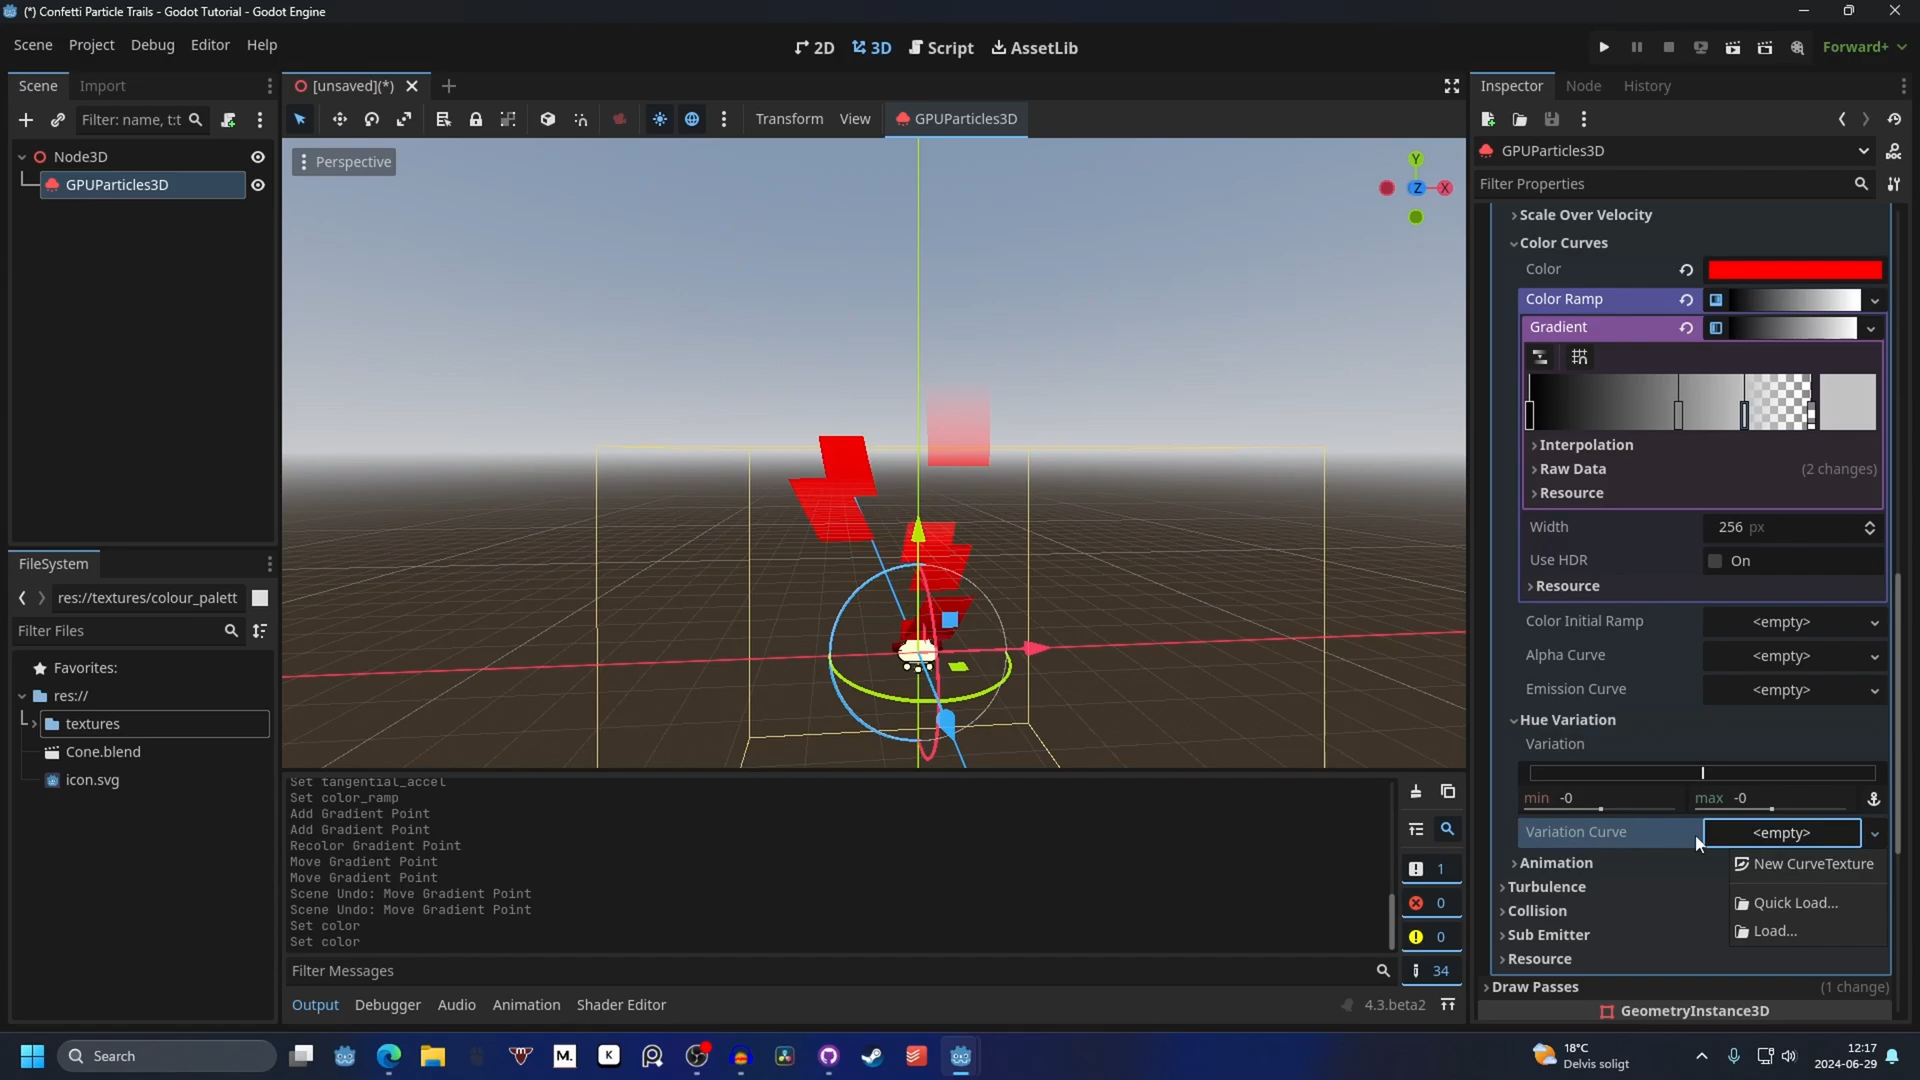 (*) Confetti Particle Trails - Godot Tutorial - Godot Engine
Scene Project Debug Editor Help
2D 3D Script AssetLib
Forward+
Scene Import
[unsaved](*)
Inspector Node History
Filter: name, t:t
Transform View GPUParticles3D
Node3D
GPUParticles3D
Perspective
Y
Z X
GPUParticles3D
Filter Properties
Scale Over Velocity
Color Curves
Color
Color Ramp
Gradient
Interpolation
Raw Data (2 changes)
Resource
Width 256 px
Use HDR On
Resource
Color Initial Ramp <empty>
Alpha Curve <empty>
Emission Curve <empty>
Hue Variation
Variation
min -0 max -0
Variation Curve <empty>
New CurveTexture
Quick Load...
Load...
Animation
Turbulence
Collision
Sub Emitter
Resource
Draw Passes (1 change)
GeometryInstance3D
FileSystem
res://textures/colour_palett
Filter Files
Favorites:
res://
textures
Cone.blend
icon.svg
Set tangential_accel
Set color_ramp
Add Gradient Point
Add Gradient Point
Recolor Gradient Point
Move Gradient Point
Move Gradient Point
Scene Undo: Move Gradient Point
Scene Undo: Move Gradient Point
Set color
Set color
1
0
0
34
Filter Messages
Output Debugger Audio Animation Shader Editor
4.3.beta2
Search
M.
K
18°C
Delvis soligt
12:17
2024-06-29